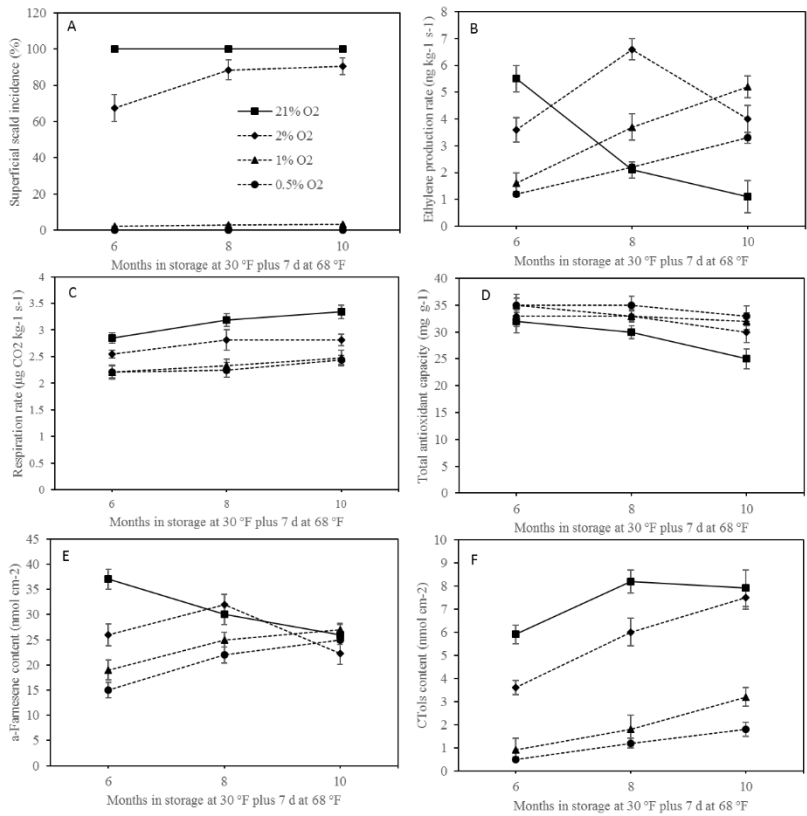 A
120
100
80
60
40
20
0
Superficial scald incidence (%)
21% O2
2% O2
1% O2
0.5% O2
6 8 10
Months in storage at 30 °F plus 7 d at 68 °F
B
7
6
5
4
3
2
1
0
Ethylene production rate (ng kg-1 s-1)
6 8 10
Months in storage at 30 °F plus 7 d at 68 °F
C
4
3.5
3
2.5
2
1.5
1
0.5
0
Respiration rate (µg CO2 kg-1 s-1)
6 8 10
Months in storage at 30 °F plus 7 d at 68 °F
D
40
35
30
25
20
15
10
5
0
Total antioxidant capacity (mg g-1)
6 8 10
Months in storage at 30 °F plus 7 d at 68 °F
E
45
40
35
30
25
20
15
10
5
0
a-Farnesene content (nmol cm-2)
6 8 10
Months in storage at 30 °F plus 7 d at 68 °F
F
10
9
8
7
6
5
4
3
2
1
0
CTols content (nmol cm-2)
6 8 10
Months in storage at 30 °F plus 7 d at 68 °F